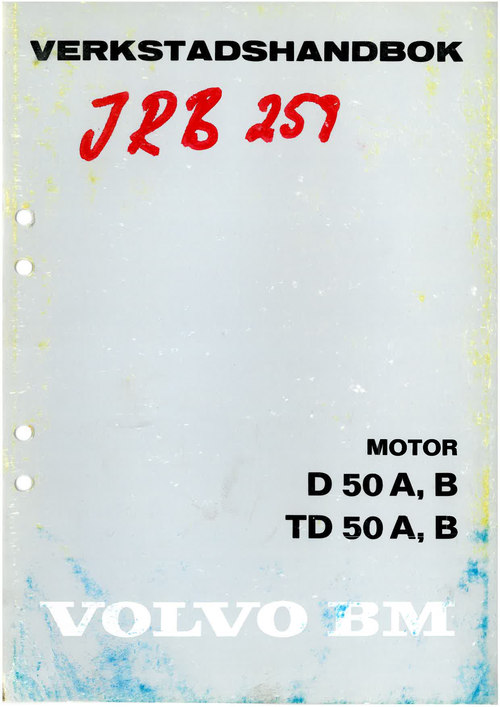 VERKSTADSHANDBOK
JRB 251
MOTOR
D 50 A, B
TD 50 A, B
VOLVO BM